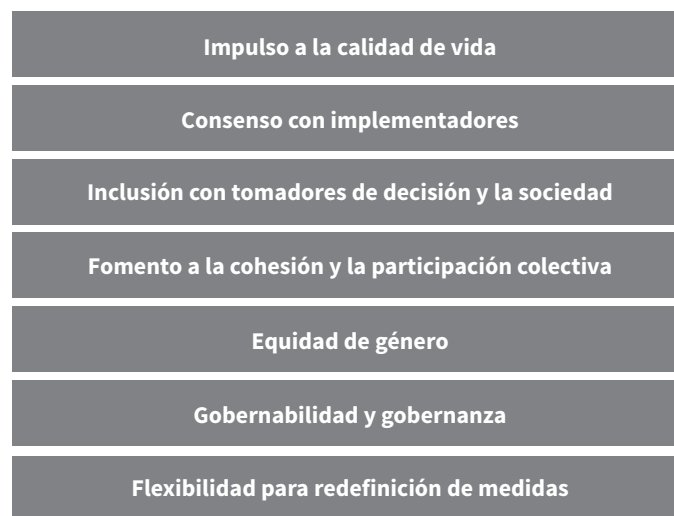 Impulso a la calidad de vida
Consenso con implementadores
Inclusión con tomadores de decisión y la sociedad
Fomento a la cohesión y la participación colectiva
Equidad de género
Gobernabilidad y gobernanza
Flexibilidad para redefinición de medidas